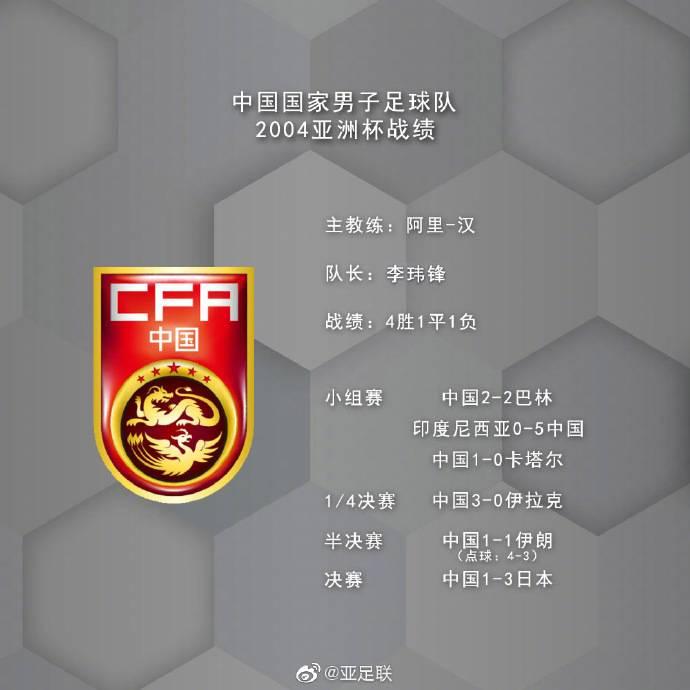 中国国家男子足球队
2004亚洲杯战绩
主教练：阿里-汉
队长：李玮锋
战绩：4胜1平1负
CFA
中国
小组赛 中国2-2巴林
印度尼西亚0-5中国
中国1-0卡塔尔
1/4决赛 中国3-0伊拉克
半决赛 中国1-1伊朗
（点球：4-3）
决赛 中国1-3日本
@亚足联